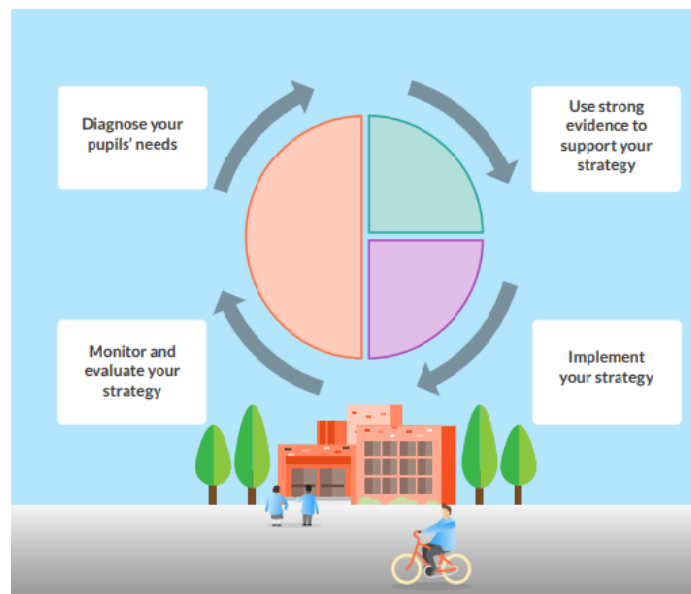 Diagnose your
pupils' needs
Use strong
evidence to
support your
strategy
Monitor and
evaluate your
strategy
Implement
your strategy